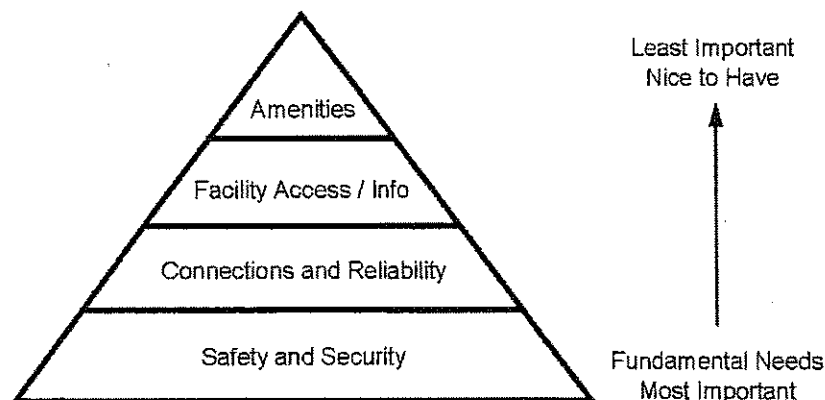 Least Important
Nice to Have
Amenities
Facility Access / Info
Connections and Reliability
Safety and Security
Fundamental Needs
Most Important